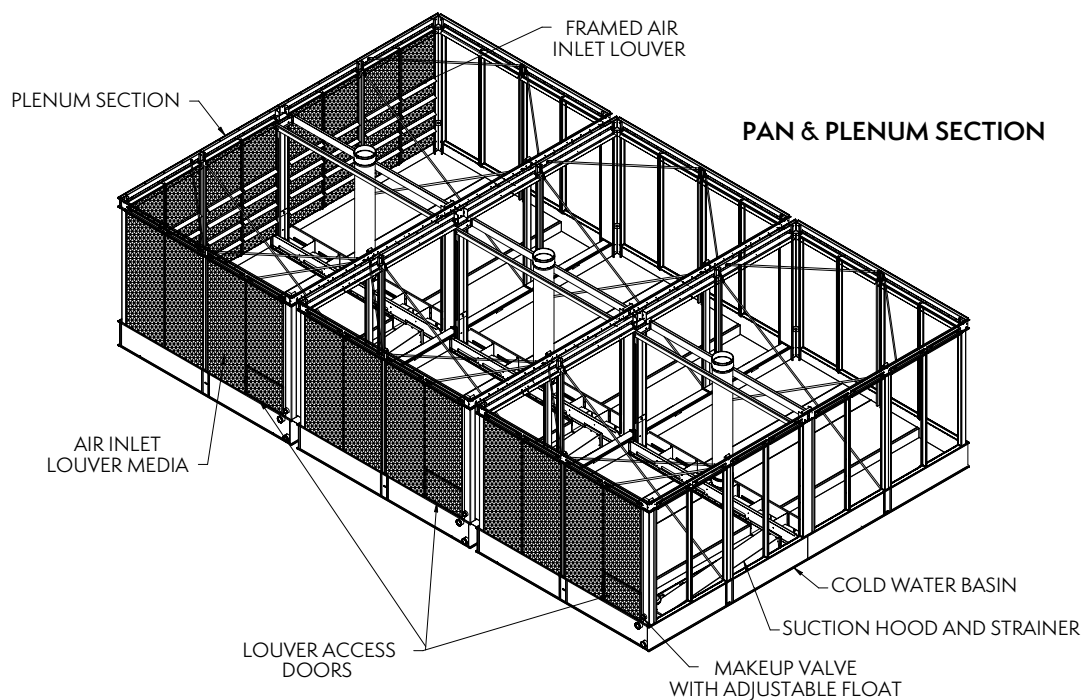 FRAMED AIR
INLET LOUVER
PLENUM SECTION
PAN & PLENUM SECTION
AIR INLET
LOUVER MEDIA
COLD WATER BASIN
SUCTION HOOD AND STRAINER
LOUVER ACCESS
DOORS
MAKEUP VALVE
WITH ADJUSTABLE FLOAT